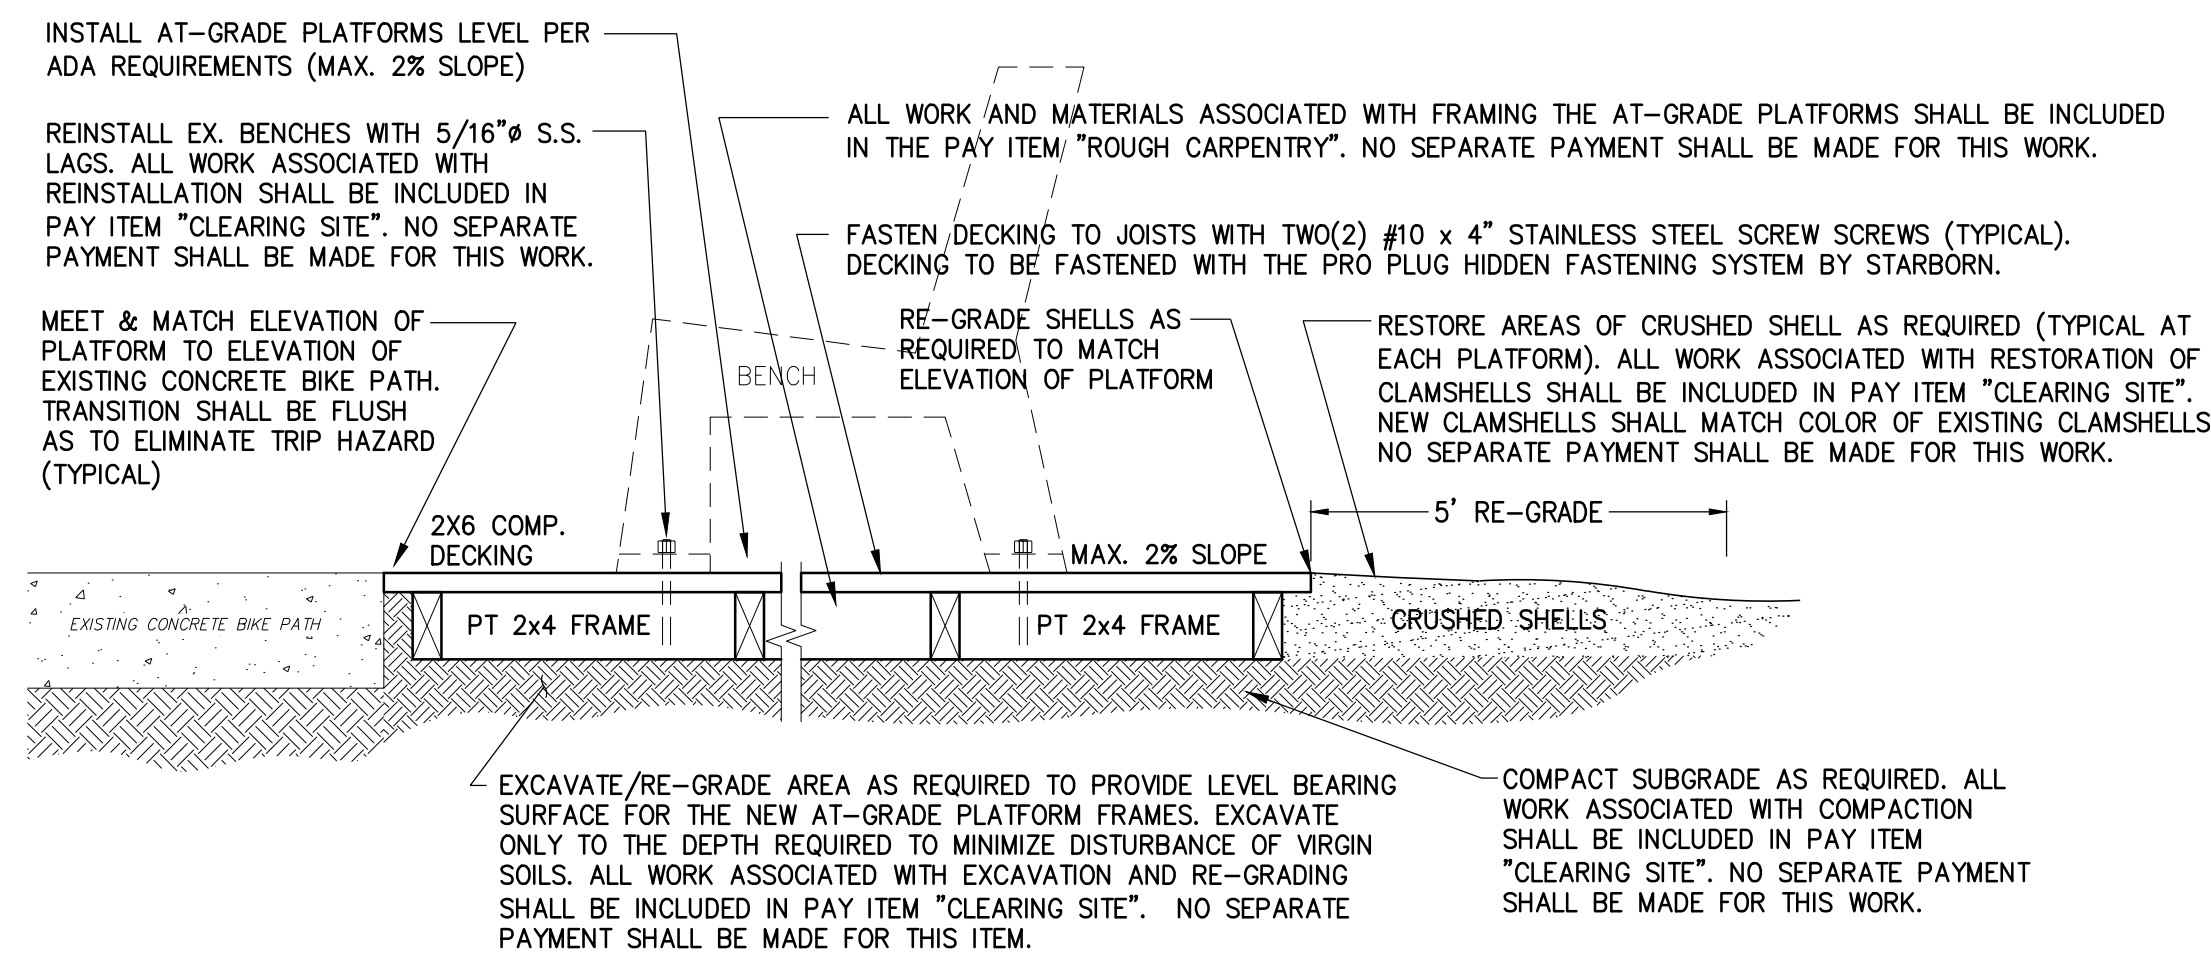 INSTALL AT-GRADE PLATFORMS LEVEL PER
ADA REQUIREMENTS (MAX. 2% SLOPE)
REINSTALL EX. BENCHES WITH 5/16"Ø S.S.
LAGS. ALL WORK ASSOCIATED WITH
REINSTALLATION SHALL BE INCLUDED IN
PAY ITEM "CLEARING SITE". NO SEPARATE
PAYMENT SHALL BE MADE FOR THIS WORK.
MEET & MATCH ELEVATION OF
PLATFORM TO ELEVATION OF
EXISTING CONCRETE BIKE PATH.
TRANSITION SHALL BE FLUSH
AS TO ELIMINATE TRIP HAZARD
(TYPICAL)
ALL WORK AND MATERIALS ASSOCIATED WITH FRAMING THE AT-GRADE PLATFORMS SHALL BE INCLUDED
IN THE PAY ITEM "ROUGH CARPENTRY". NO SEPARATE PAYMENT SHALL BE MADE FOR THIS WORK.
FASTEN DECKING TO JOISTS WITH TWO(2) #10 x 4" STAINLESS STEEL SCREW SCREWS (TYPICAL).
DECKING TO BE FASTENED WITH THE PRO PLUG HIDDEN FASTENING SYSTEM BY STARBORN.
RE-GRADE SHELLS AS
REQUIRED TO MATCH
ELEVATION OF PLATFORM
RESTORE AREAS OF CRUSHED SHELL AS REQUIRED (TYPICAL AT
EACH PLATFORM). ALL WORK ASSOCIATED WITH RESTORATION OF
CLAMSHELLS SHALL BE INCLUDED IN PAY ITEM "CLEARING SITE".
NEW CLAMSHELLS SHALL MATCH COLOR OF EXISTING CLAMSHELLS
NO SEPARATE PAYMENT SHALL BE MADE FOR THIS WORK.
BENCH
5' RE-GRADE
2X6 COMP.
DECKING
MAX. 2% SLOPE
EXISTING CONCRETE BIKE PATH
PT 2x4 FRAME
PT 2x4 FRAME
CRUSHED SHELLS
EXCAVATE/RE-GRADE AREA AS REQUIRED TO PROVIDE LEVEL BEARING
SURFACE FOR THE NEW AT-GRADE PLATFORM FRAMES. EXCAVATE
ONLY TO THE DEPTH REQUIRED TO MINIMIZE DISTURBANCE OF VIRGIN
SOILS. ALL WORK ASSOCIATED WITH EXCAVATION AND RE-GRADING
SHALL BE INCLUDED IN PAY ITEM "CLEARING SITE". NO SEPARATE
PAYMENT SHALL BE MADE FOR THIS ITEM.
COMPACT SUBGRADE AS REQUIRED. ALL
WORK ASSOCIATED WITH COMPACTION
SHALL BE INCLUDED IN PAY ITEM
"CLEARING SITE". NO SEPARATE PAYMENT
SHALL BE MADE FOR THIS WORK.